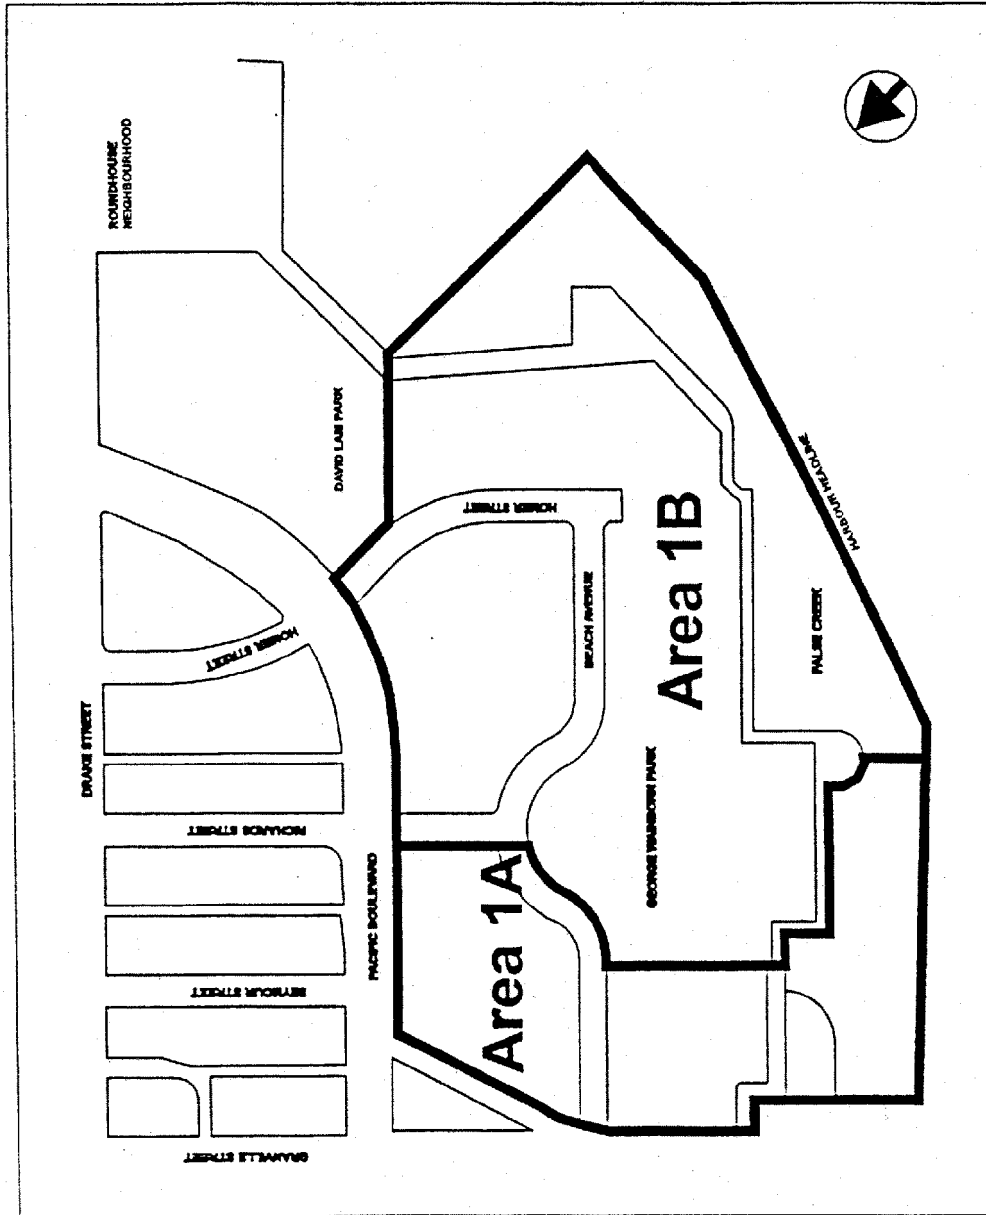 ROUNDHOUSE
NEIGHBOURHOOD
DAVID LAM PARK
HOMER STREET
HOMER STREET
DRAKE STREET
BEACH AVENUE
Area 1B
HARBOUR HEADLINE
FALSE CREEK
RICHARDS STREET
GEORGE WAINBORN PARK
PACIFIC BOULEVARD
Area 1A
SEYMOUR STREET
GRANVILLE STREET